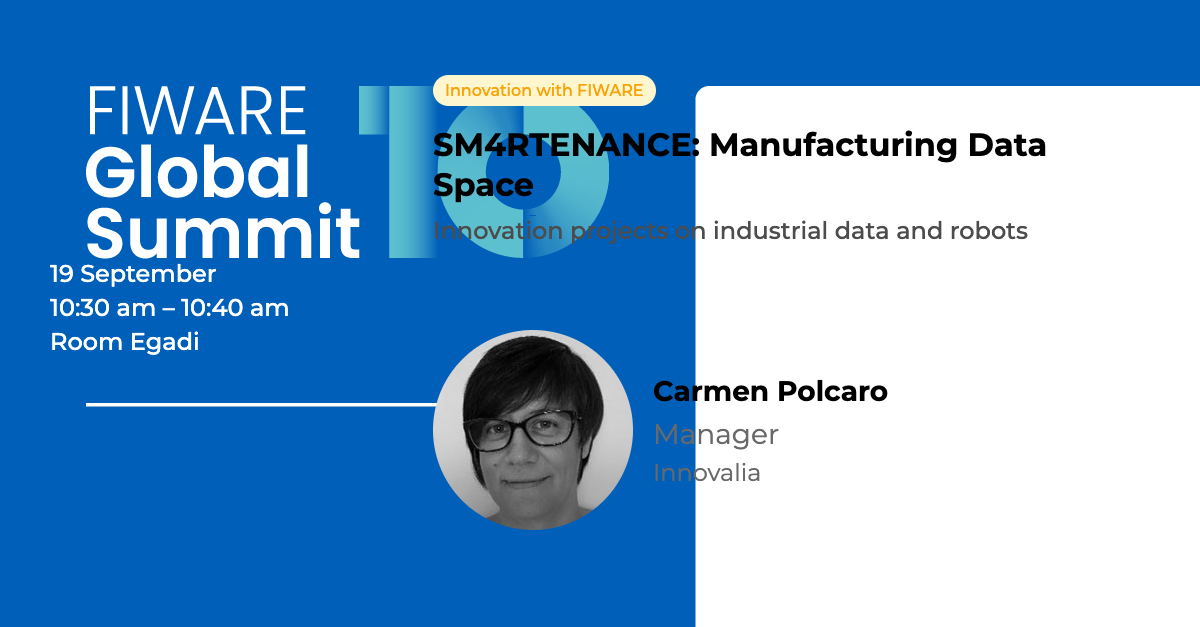 FIWARE
Global
Summit
10
19 September
10:30 am – 10:40 am
Room Egadi
Innovation with FIWARE
SM4RTENANCE: Manufacturing Data
Space
Innovation projects on industrial data and robots
Carmen Polcaro
Manager
Innovalia